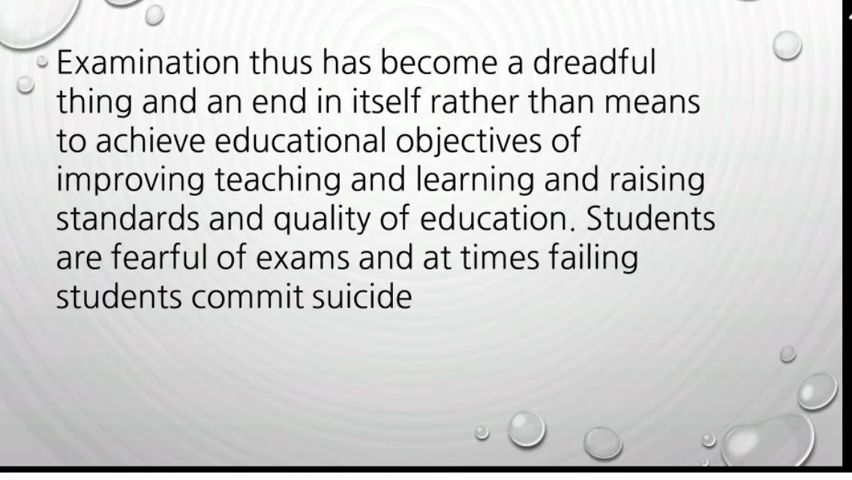 Examination thus has become a dreadful
thing and an end in itself rather than means
to achieve educational objectives of
improving teaching and learning and raising
standards and quality of education. Students
are fearful of exams and at times failing
students commit suicide